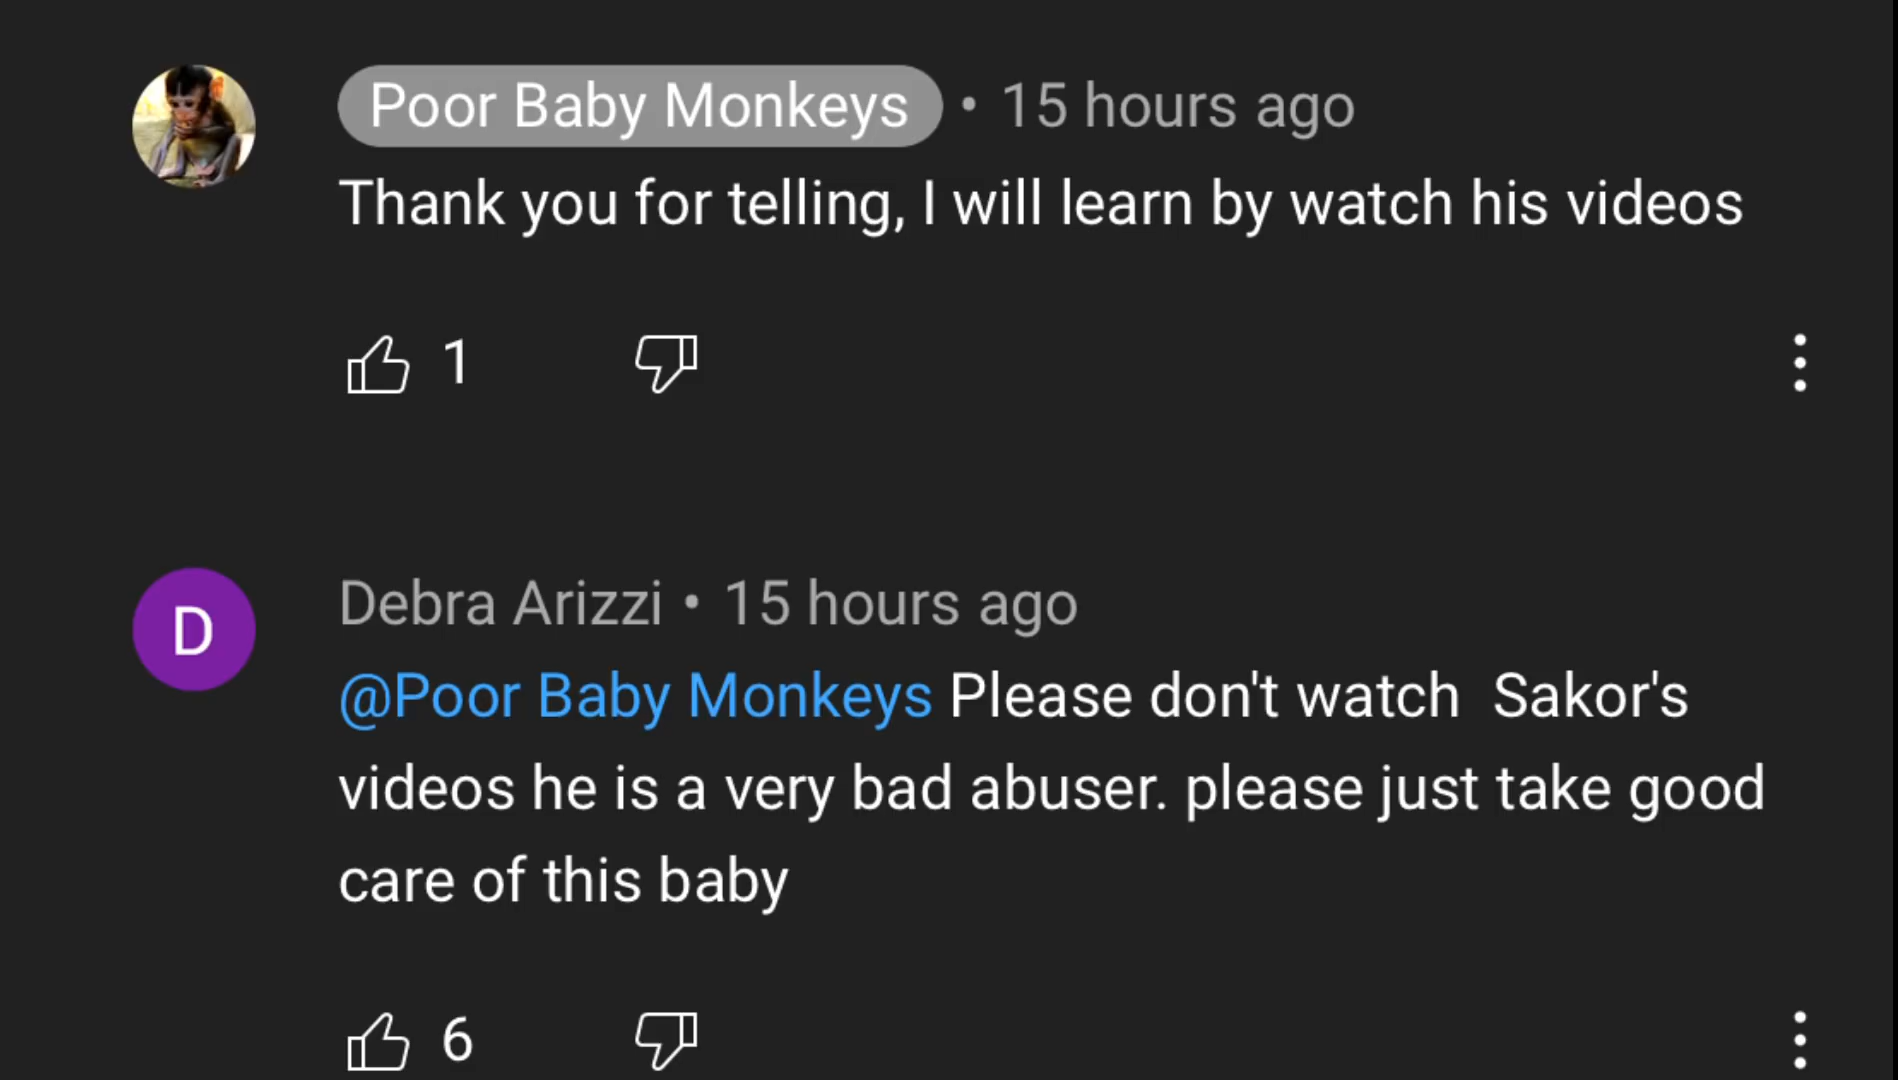 Poor Baby Monkeys • 15 hours ago
Thank you for telling, I will learn by watch his videos
1
D
Debra Arizzi • 15 hours ago
@Poor Baby Monkeys Please don't watch  Sakor's
videos he is a very bad abuser. please just take good
care of this baby
6